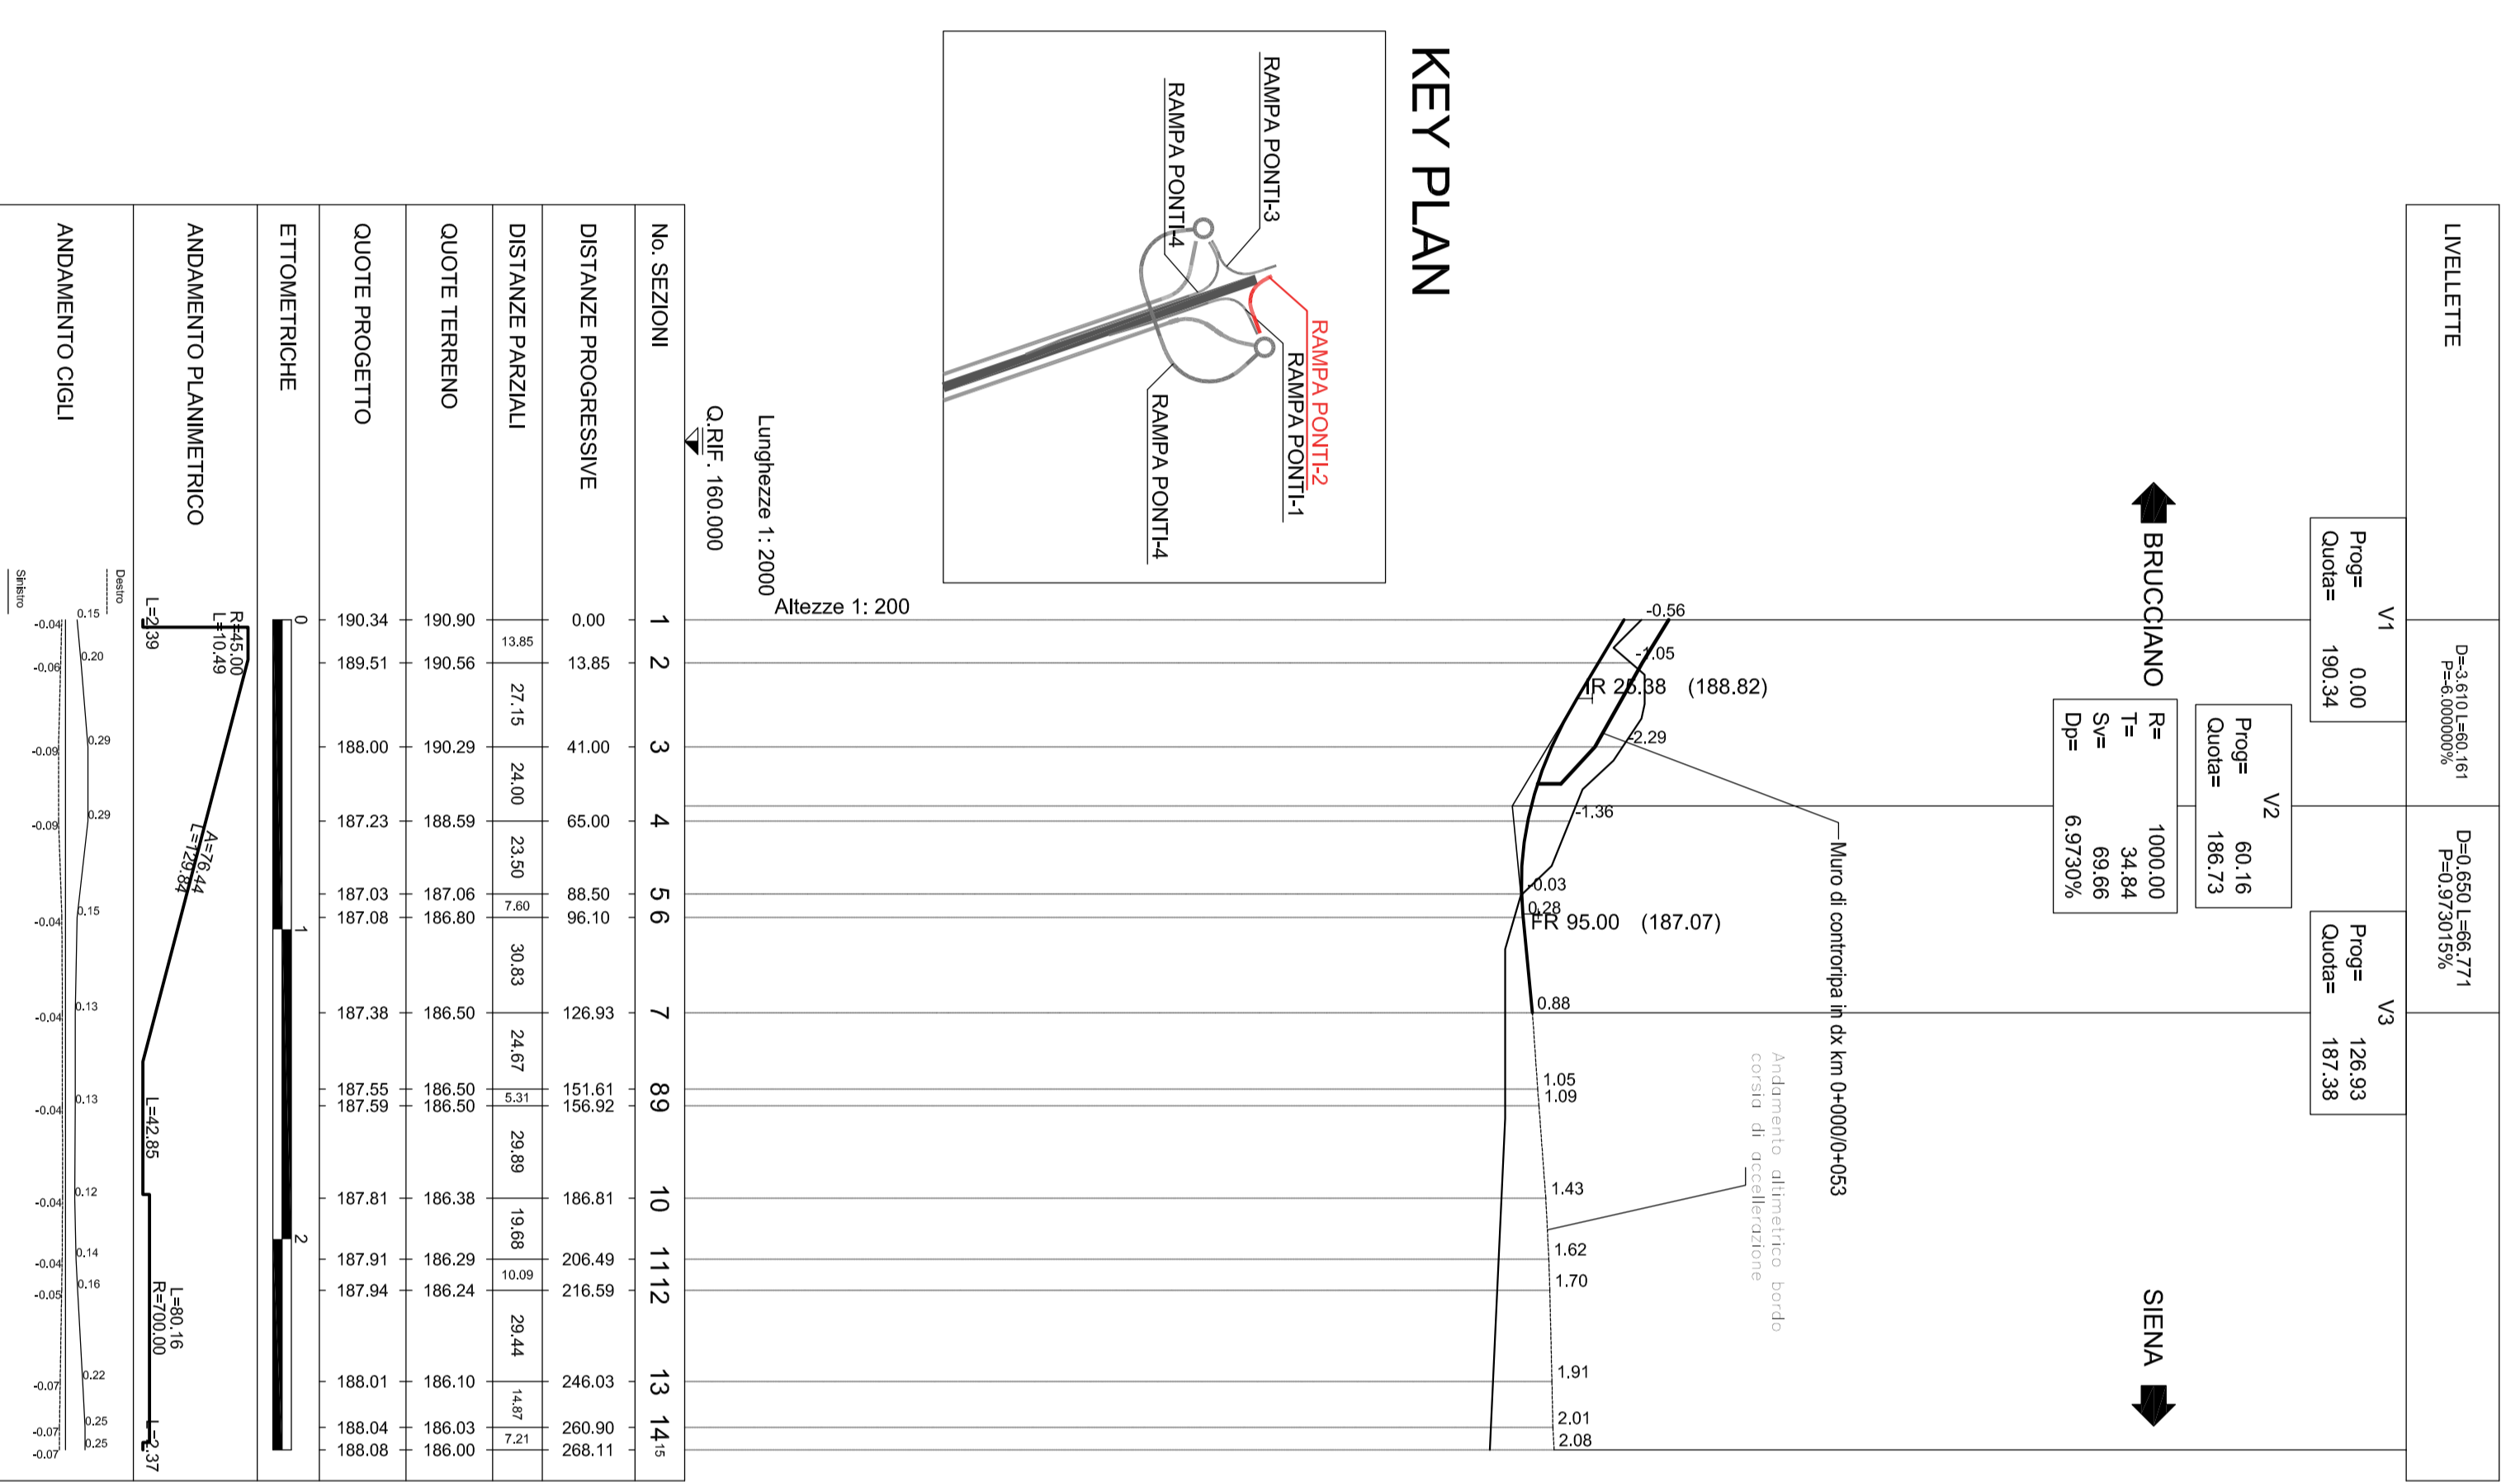 KEY PLAN
RAMPA PONTI-3
RAMPA PONTI-4
RAMPA PONTI-2
RAMPA PONTI-1
RAMPA PONTI-4
LIVELLETTE
D=-3.610 L=60.161
P=-6.000000%
D=0.650 L=66.771
P=0.973015%
V1
Prog= 0.00
Quota= 190.34
V2
Prog= 60.16
Quota= 186.73
V3
Prog= 126.93
Quota= 187.38
R= 1000.00
T= 34.84
Sv= 69.66
Dp= 6.9730%
BRUCCIANO
SIENA
Muro di controripa in dx km 0+000/0+053
Andamento altimetrico bordo
corsia di accellerazione
IR 25.38 (188.82)
FR 95.00 (187.07)
-0.56
-1.05
-2.29
-1.36
-0.03
0.28
0.88
1.05
1.09
1.43
1.62
1.70
1.91
2.01
2.08
Altezze 1: 200
Lunghezze 1: 2000
Q.RIF. 160.000
No. SEZIONI 1 2 3 4 5 6 7 8 9 10 11 12 13 14 15
DISTANZE PROGRESSIVE 0.00 13.85 41.00 65.00 88.50 96.10 126.93 151.61 156.92 186.81 206.49 216.59 246.03 260.90 268.11
DISTANZE PARZIALI 13.85 27.15 24.00 23.50 7.60 30.83 24.67 5.31 29.89 19.68 10.09 29.44 14.87 7.21
QUOTE TERRENO 190.90 190.56 190.29 188.59 187.06 186.80 186.50 186.50 186.50 186.38 186.29 186.24 186.10 186.03 186.00
QUOTE PROGETTO 190.34 189.51 188.00 187.23 187.03 187.08 187.38 187.55 187.59 187.81 187.91 187.94 188.01 188.04 188.08
ETTOMETRICHE 0 1 2
ANDAMENTO PLANIMETRICO
R=45.00
L=10.49
L=2.39
A=76.44
L=129.84
L=42.85
L=80.16
R=700.00
L=2.37
ANDAMENTO CIGLI
Destro
Sinistro
0.15 0.20 0.29 0.29 0.15 0.13 0.13 0.12 0.14 0.16 0.22 0.25 0.25
-0.04 -0.06 -0.09 -0.09 -0.04 -0.04 -0.04 -0.04 -0.04 -0.05 -0.07 -0.07 -0.07